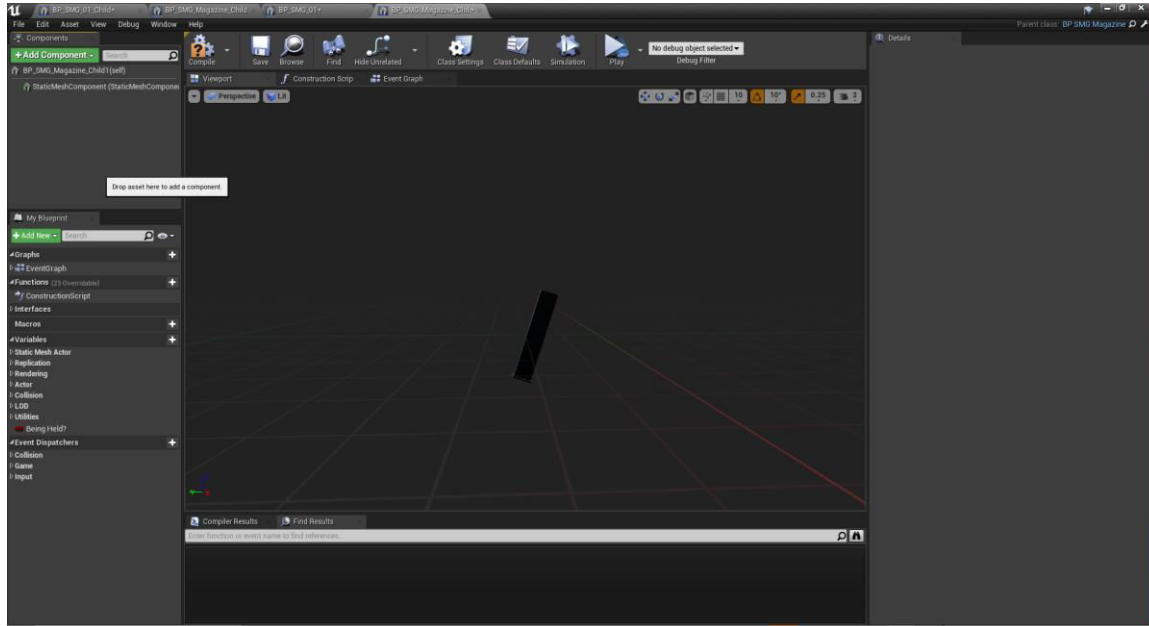 BP_SMG_01_Child*
BP_SMG_Magazine_Child
BP_SMG_01*
BP_SMG_Magazine_Child*
File Edit Asset View Debug Window Help
Parent class: BP SMG Magazine
Components
+Add Component
Search
BP_SMG_Magazine_Child1(self)
StaticMeshComponent (StaticMeshComponen
Compile
Save
Browse
Find
Hide Unrelated
Class Settings
Class Defaults
Simulation
Play
No debug object selected
Debug Filter
Details
Viewport
Construction Scrip
Event Graph
Perspective
Lit
10
10°
0.25
3
Drop asset here to add a component.
My Blueprint
+Add New
Search
Graphs
EventGraph
Functions (23 Overridable)
ConstructionScript
Interfaces
Macros
Variables
Static Mesh Actor
Replication
Rendering
Actor
Collision
LOD
Utilities
Being Held?
Event Dispatchers
Collision
Game
Input
Compiler Results
Find Results
Enter function or event name to find references...